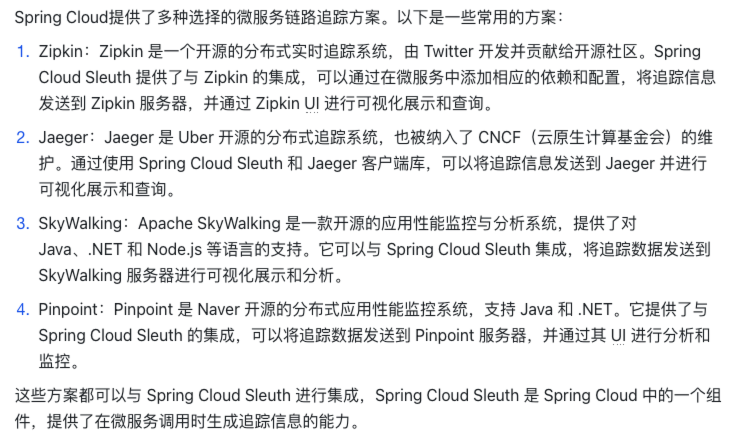 Spring Cloud提供了多种选择的微服务链路追踪方案。以下是一些常用的方案：
1. Zipkin：Zipkin 是一个开源的分布式实时追踪系统，由 Twitter 开发并贡献给开源社区。Spring
Cloud Sleuth 提供了与 Zipkin 的集成，可以通过在微服务中添加相应的依赖和配置，将追踪信息
发送到 Zipkin 服务器，并通过 Zipkin UI 进行可视化展示和查询。
2. Jaeger：Jaeger 是 Uber 开源的分布式追踪系统，也被纳入了 CNCF（云原生计算基金会）的维
护。通过使用 Spring Cloud Sleuth 和 Jaeger 客户端库，可以将追踪信息发送到 Jaeger 并进行
可视化展示和查询。
3. SkyWalking：Apache SkyWalking 是一款开源的应用性能监控与分析系统，提供了对
Java、.NET 和 Node.js 等语言的支持。它可以与 Spring Cloud Sleuth 集成，将追踪数据发送到
SkyWalking 服务器进行可视化展示和分析。
4. Pinpoint：Pinpoint 是 Naver 开源的分布式应用性能监控系统，支持 Java 和 .NET。它提供了与
Spring Cloud Sleuth 的集成，可以将追踪数据发送到 Pinpoint 服务器，并通过其 UI 进行分析和
监控。
这些方案都可以与 Spring Cloud Sleuth 进行集成，Spring Cloud Sleuth 是 Spring Cloud 中的一个组
件，提供了在微服务调用时生成追踪信息的能力。